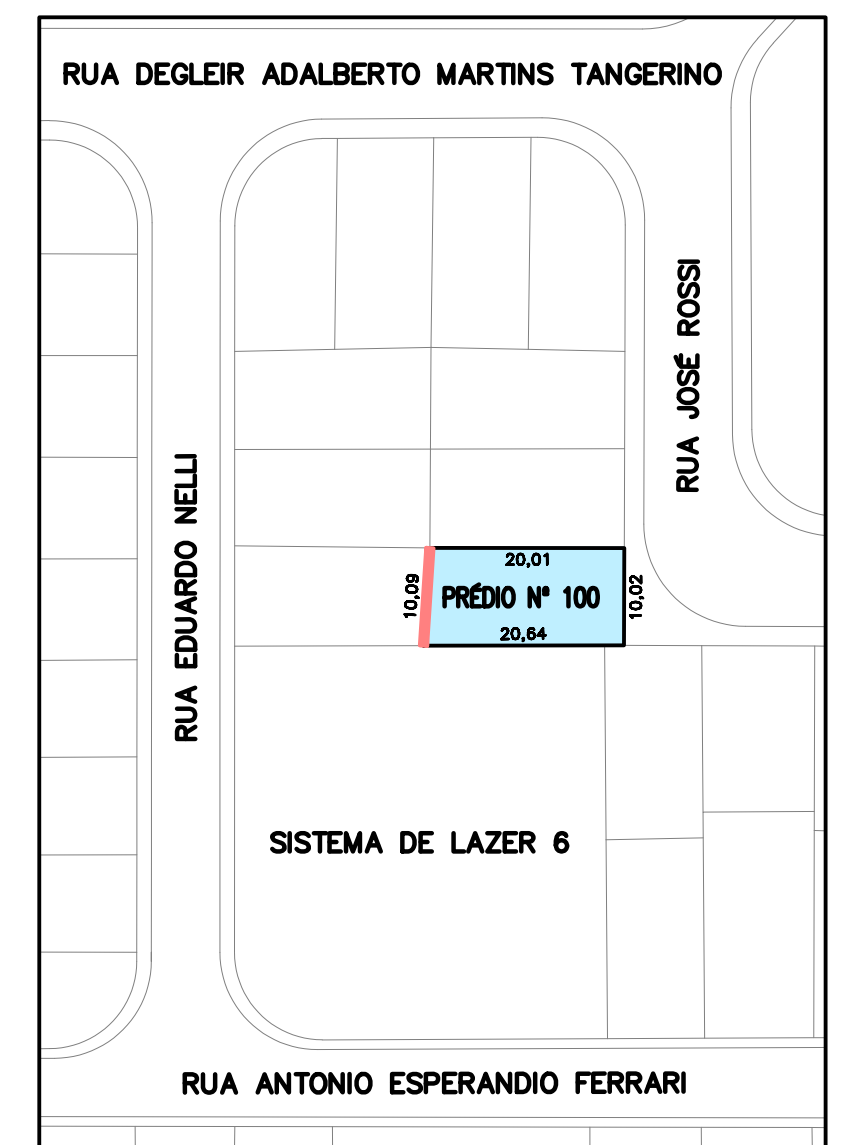 RUA DEGLEIR ADALBERTO MARTINS TANGERINO
RUA JOSÉ ROSSI
RUA EDUARDO NELLI
20,01
10,09
PRÉDIO Nº 100
10,02
20,64
SISTEMA DE LAZER 6
RUA ANTONIO ESPERANDIO FERRARI